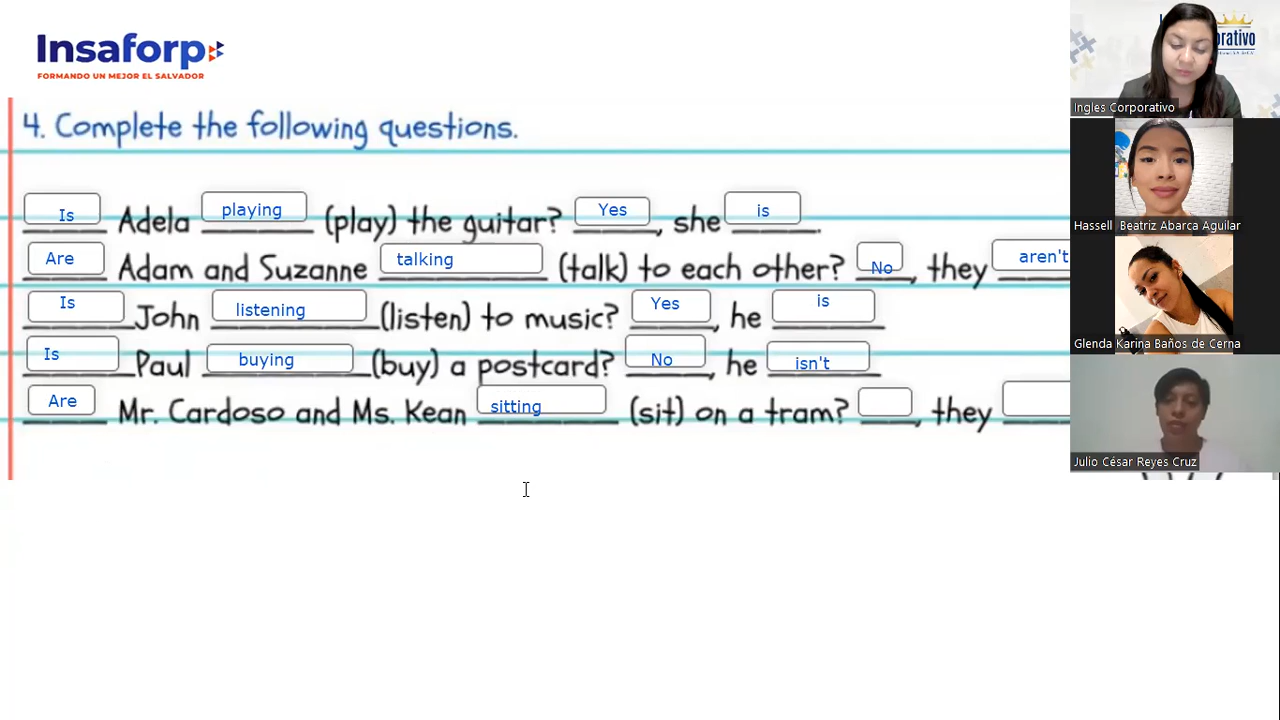 Insaforp
FORMANDO UN MEJOR EL SALVADOR
4. Complete the following questions.
Is Adela playing (play) the guitar? Yes, she is.
Are Adam and Suzanne talking (talk) to each other? No, they aren't
Is John listening (listen) to music? Yes, he is
Is Paul buying (buy) a postcard? No, he isn't
Are Mr. Cardoso and Ms. Kean sitting (sit) on a tram? ____, they ____
Ingles Corporativo
Hassell Beatriz Abarca Aguilar
Glenda Karina Baños de Cerna
Julio César Reyes Cruz